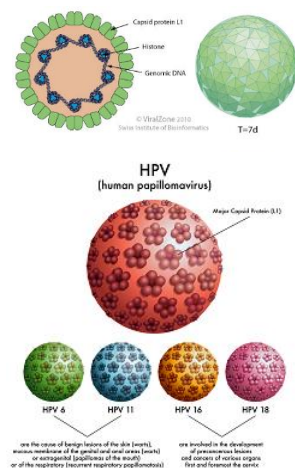 Capsid protein L1
Histone
Genomic DNA
© ViralZone 2010
Swiss Institute of Bioinformatics
T=7d
HPV
(human papillomavirus)
Major Capsid Protein (L1)
HPV 6
HPV 11
HPV 16
HPV 18
are the cause of benign lesions of the skin (warts),
mucous membrane of the genital and anal areas (warts)
or extragenital (papillomas of the mouth)
or of the respiratory (recurrent respiratory papillomatosis)
are involved in the development
of precancerous lesions
and cancers of various organs
first and foremost the cervix